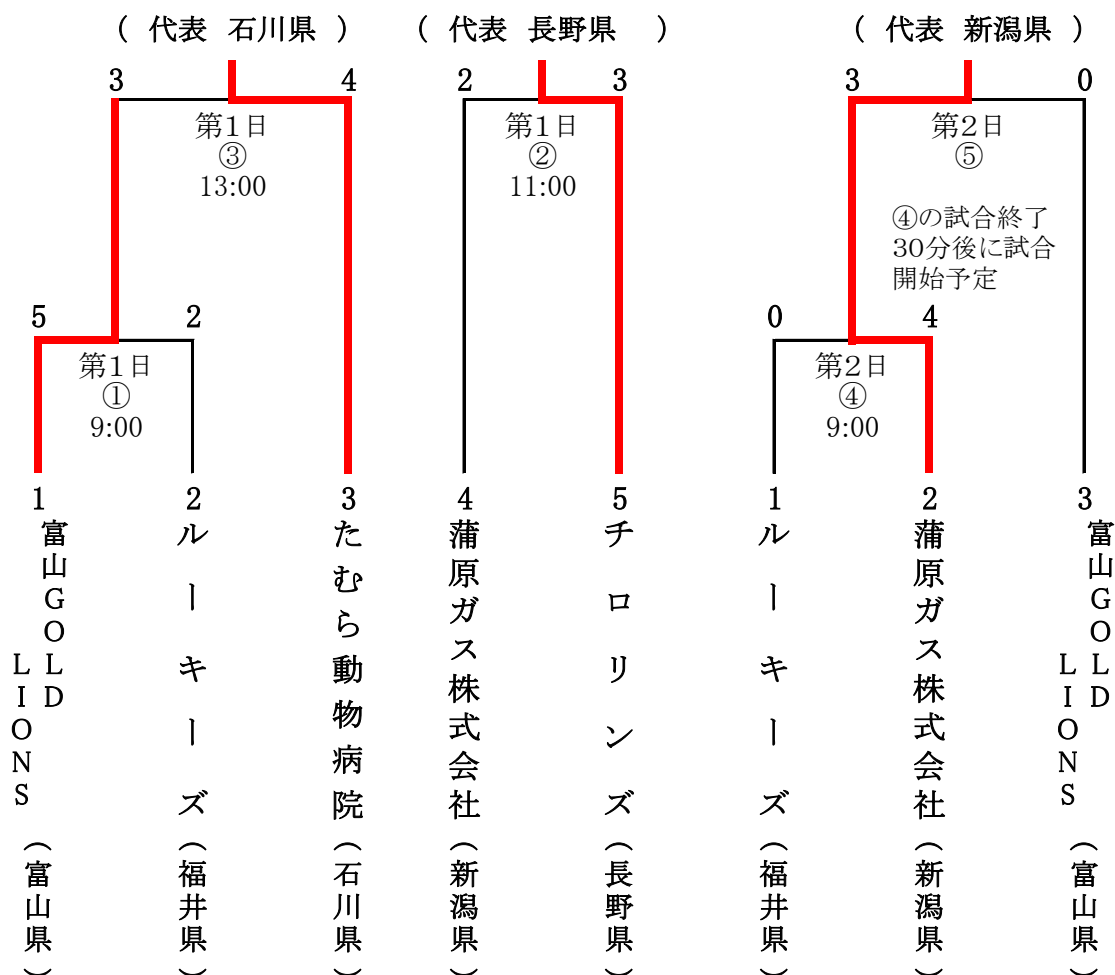 ( 代表 石川県 )
( 代表 長野県 )
( 代表 新潟県 )
3
4
2
3
3
0
第1日
③
13:00
第1日
②
11:00
第2日
⑤
④の試合終了
30分後に試合
開始予定
5
2
0
4
第1日
①
9:00
第2日
④
9:00
1
2
3
4
5
1
2
3
富山GOLD
LIONS
(富山県)
ルーキーズ(福井県)
たむら動物病院(石川県)
蒲原ガス株式会社(新潟県)
チロリンズ(長野県)
ルーキーズ(福井県)
蒲原ガス株式会社(新潟県)
富山GOLD
LIONS
(富山県)